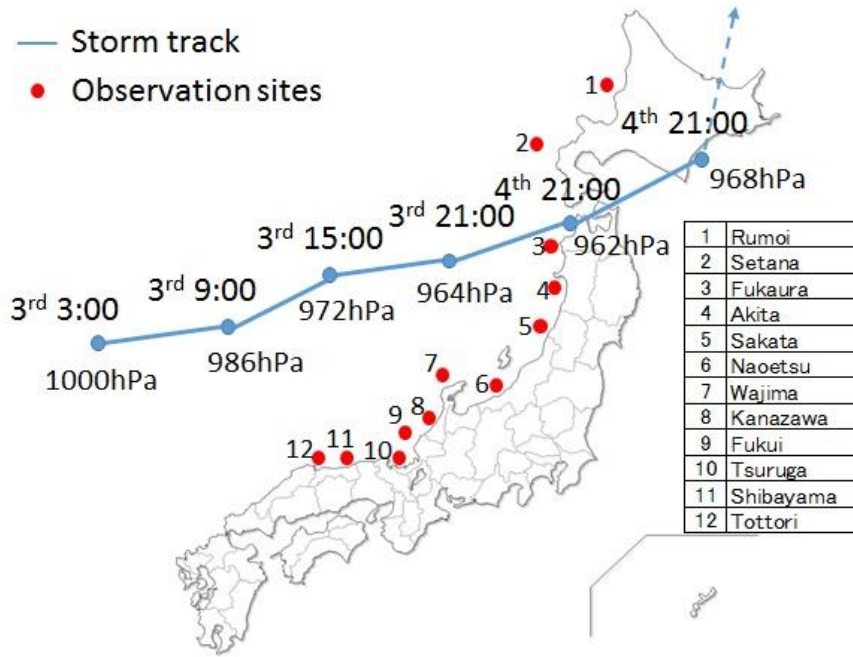 Storm track
Observation sites
1
4th 21:00
2
968hPa
4th 21:00
3rd 21:00
3
962hPa
3rd 15:00
964hPa
4
3rd 9:00
972hPa
3rd 3:00
986hPa
5
1000hPa
7
6
8
9
12
11
10
1 Rumoi
2 Setana
3 Fukaura
4 Akita
5 Sakata
6 Naoetsu
7 Wajima
8 Kanazawa
9 Fukui
10 Tsuruga
11 Shibayama
12 Tottori